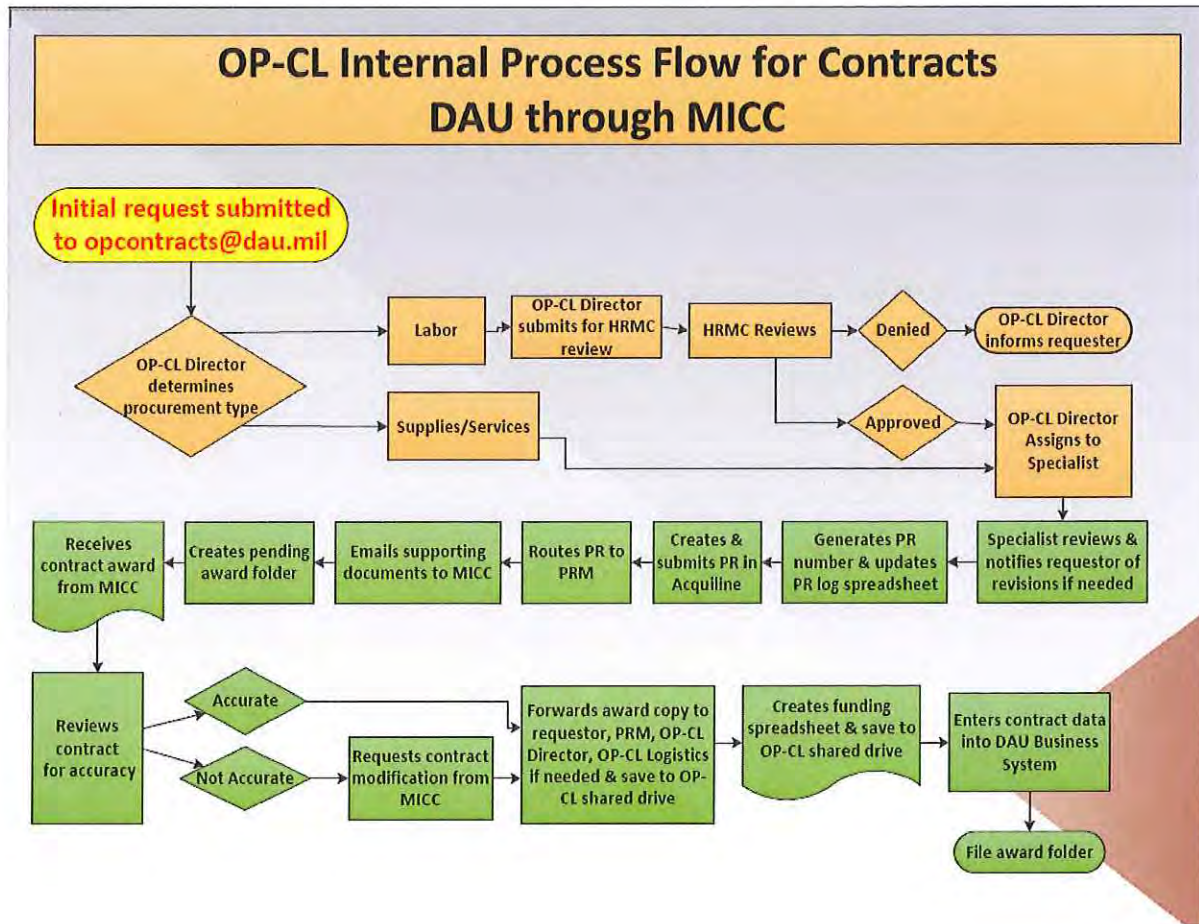 OP-CL Internal Process Flow for Contracts
DAU through MICC
Initial request submitted
to opcontracts@dau.mil
OP-CL Director
determines
procurement type
Labor
OP-CL Director
submits for HRMC
review
HRMC Reviews
Denied
OP-CL Director
informs requester
Supplies/Services
Approved
OP-CL Director
Assigns to
Specialist
Specialist reviews &
notifies requestor of
revisions if needed
Generates PR
number & updates
PR log spreadsheet
Creates &
submits PR in
Acquiline
Routes PR to
PRM
Emails supporting
documents to MICC
Creates pending
award folder
Receives
contract award
from MICC
Reviews
contract
for accuracy
Accurate
Not Accurate
Requests contract
modification from
MICC
Forwards award copy to
requestor, PRM, OP-CL
Director, OP-CL Logistics
if needed & save to OP-
CL shared drive
Creates funding
spreadsheet & save to
OP-CL shared drive
Enters contract data
into DAU Business
System
File award folder